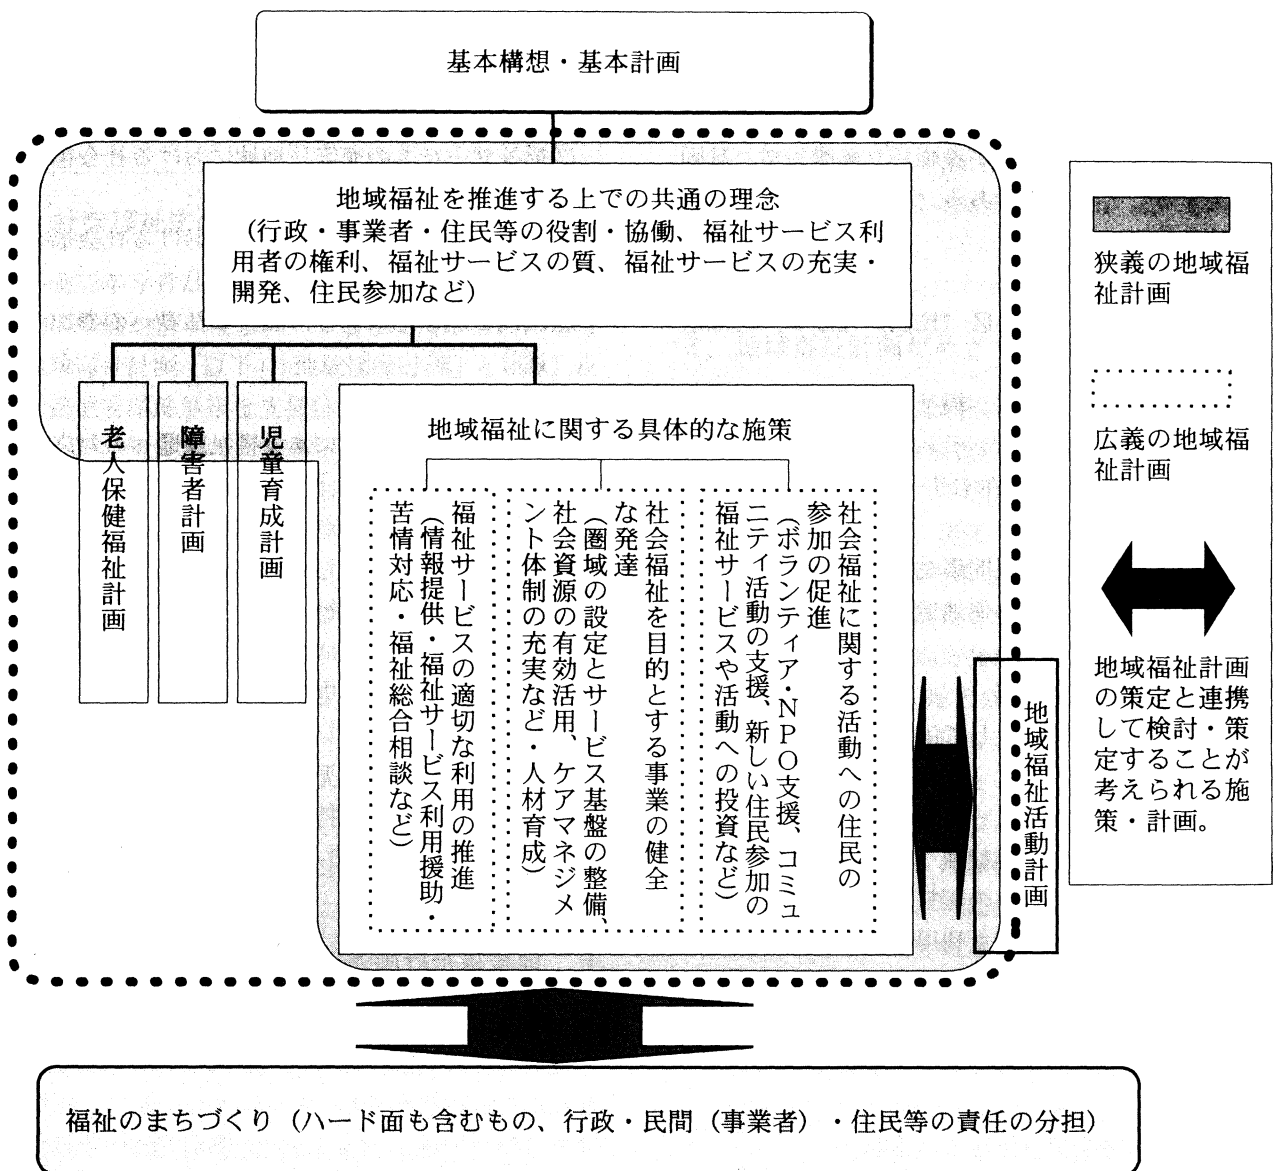 基本構想・基本計画
地域福祉を推進する上での共通の理念
（行政・事業者・住民等の役割・協働、福祉サービス利
用者の権利、福祉サービスの質、福祉サービスの充実・
開発、住民参加など）
老人保健福祉計画
障害者計画
児童育成計画
地域福祉に関する具体的な施策
福祉サービスの適切な利用の推進
（情報提供・福祉サービス利用援助・
苦情対応・福祉総合相談など）
社会福祉を目的とする事業の健全
な発達
（圏域の設定とサービス基盤の整備、
社会資源の有効活用、ケアマネジメ
ント体制の充実など・人材育成）
社会福祉に関する活動への住民の
参加の促進
（ボランティア・NPO支援、コミュ
ニティ活動の支援、新しい住民参加の
福祉サービスや活動への投資など）
地域福祉活動計画
狭義の地域福
祉計画
広義の地域福
祉計画
地域福祉計画
の策定と連携
して検討・策
定することが
考えられる施
策・計画。
福祉のまちづくり（ハード面も含むもの、行政・民間（事業者）・住民等の責任の分担）